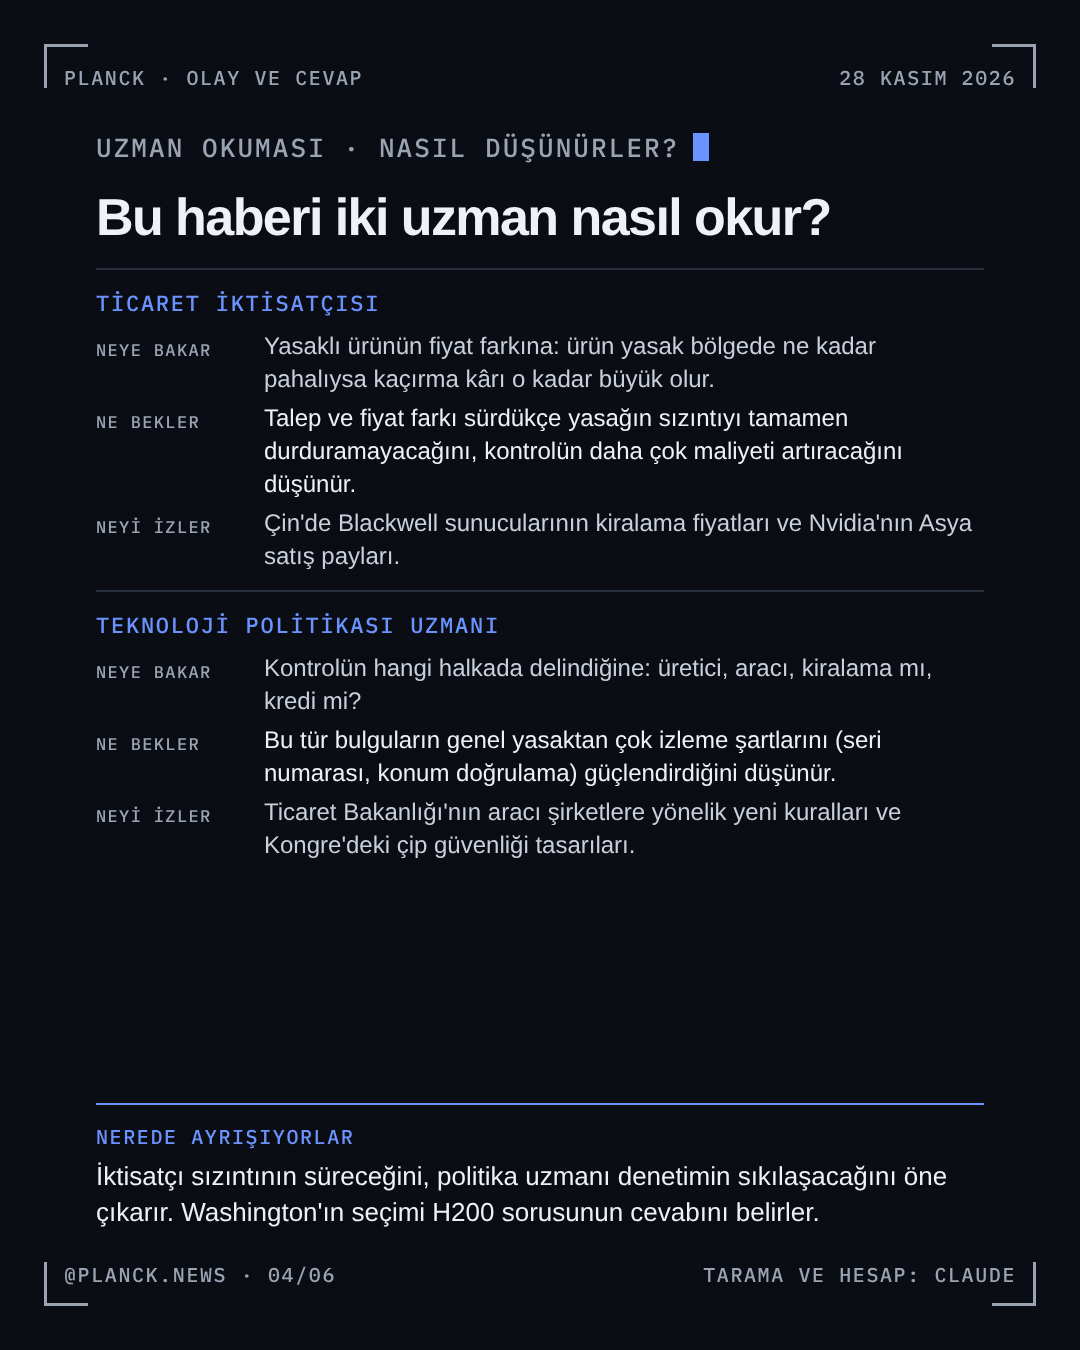 PLANCK · OLAY VE CEVAP
28 KASIM 2026
UZMAN OKUMASI · NASIL DÜŞÜNÜRLER?
Bu haberi iki uzman nasıl okur?
TİCARET İKTİSATÇISI
NEYE BAKAR
Yasaklı ürünün fiyat farkına: ürün yasak bölgede ne kadar
pahalıysa kaçırma kârı o kadar büyük olur.
NE BEKLER
Talep ve fiyat farkı sürdükçe yasağın sızıntıyı tamamen
durduramayacağını, kontrolün daha çok maliyeti artıracağını
düşünür.
NEYİ İZLER
Çin'de Blackwell sunucularının kiralama fiyatları ve Nvidia'nın Asya
satış payları.
TEKNOLOJİ POLİTİKASI UZMANI
NEYE BAKAR
Kontrolün hangi halkada delindiğine: üretici, aracı, kiralama mı,
kredi mi?
NE BEKLER
Bu tür bulguların genel yasaktan çok izleme şartlarını (seri
numarası, konum doğrulama) güçlendirdiğini düşünür.
NEYİ İZLER
Ticaret Bakanlığı'nın aracı şirketlere yönelik yeni kuralları ve
Kongre'deki çip güvenliği tasarıları.
NEREDE AYRIŞIYORLAR
İktisatçı sızıntının süreceğini, politika uzmanı denetimin sıkılaşacağını öne
çıkarır. Washington'ın seçimi H200 sorusunun cevabını belirler.
@PLANCK.NEWS · 04/06
TARAMA VE HESAP: CLAUDE